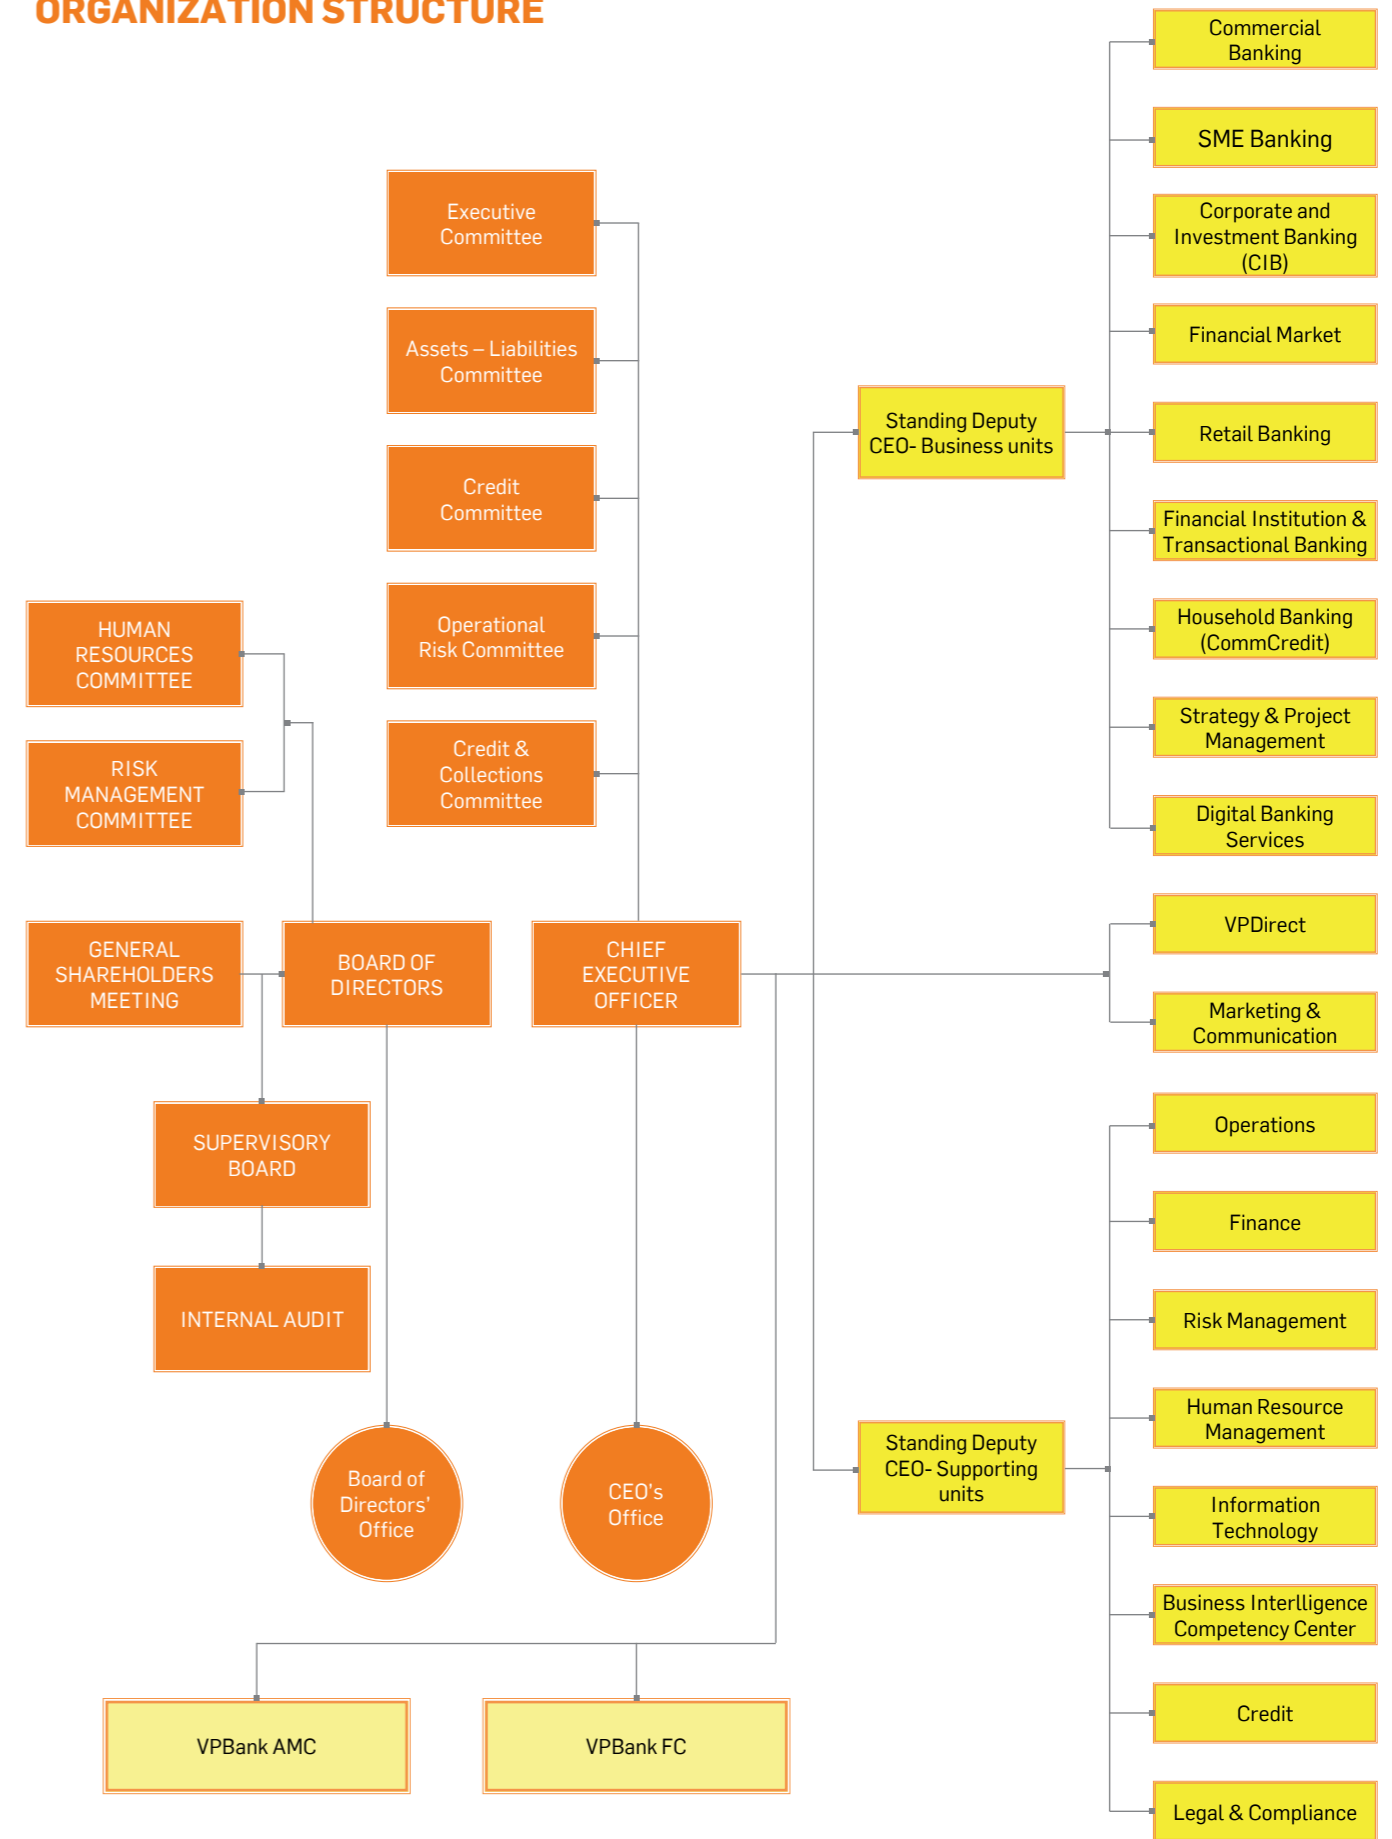 ORGANIZATION STRUCTURE
Commercial
Banking
SME Banking
Corporate and
Investment Banking
(CIB)
Financial Market
Retail Banking
Financial Institution &
Transactional Banking
Household Banking
(CommCredit)
Strategy & Project
Management
Digital Banking
Services
Executive
Committee
Assets – Liabilities
Committee
Credit
Committee
Operational
Risk Committee
Credit &
Collections
Committee
Standing Deputy
CEO- Business units
HUMAN
RESOURCES
COMMITTEE
RISK
MANAGEMENT
COMMITTEE
GENERAL
SHAREHOLDERS
MEETING
BOARD OF
DIRECTORS
CHIEF
EXECUTIVE
OFFICER
VPDirect
Marketing &
Communication
SUPERVISORY
BOARD
INTERNAL AUDIT
Board of
Directors'
Office
CEO's
Office
Standing Deputy
CEO- Supporting
units
Operations
Finance
Risk Management
Human Resource
Management
Information
Technology
Business Interlligence
Competency Center
Credit
Legal & Compliance
VPBank AMC
VPBank FC